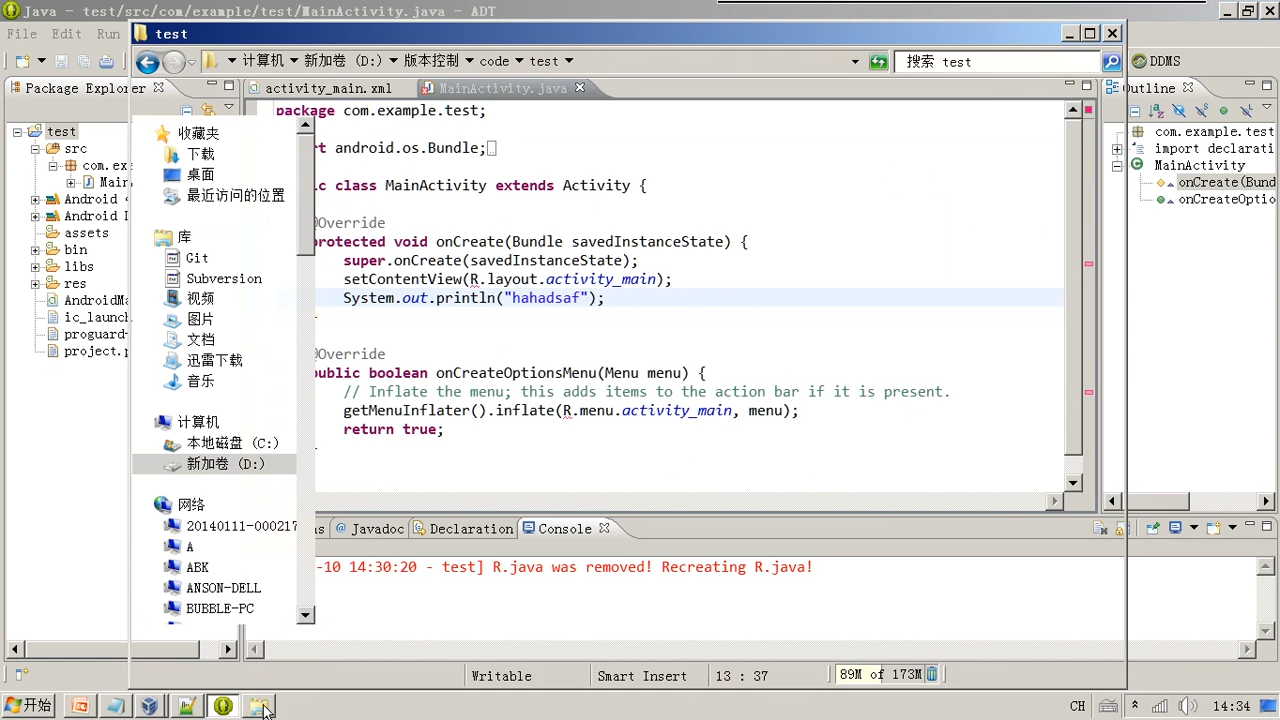 Java - test/src/com/example/test/MainActivity.java - ADT
test
File Edit Run
计算机 新加卷 (D:) 版本控制 code test
搜索 test
DDMS
Package Explorer
activity_main.xml
MainActivity.java
Outline
test
src
com.ex
Main
Android
Android
assets
bin
libs
res
AndroidMa
ic_launch
proguard-
project.p
收藏夹
下载
桌面
最近访问的位置
库
Git
Subversion
视频
图片
文档
迅雷下载
音乐
计算机
本地磁盘 (C:)
新加卷 (D:)
网络
20140111-000217
A
ABK
ANSON-DELL
BUBBLE-PC
package com.example.test;
rt android.os.Bundle;
ic class MainActivity extends Activity {
@Override
protected void onCreate(Bundle savedInstanceState) {
super.onCreate(savedInstanceState);
setContentView(R.layout.activity_main);
System.out.println("hahadsaf");
@Override
public boolean onCreateOptionsMenu(Menu menu) {
// Inflate the menu; this adds items to the action bar if it is present.
getMenuInflater().inflate(R.menu.activity_main, menu);
return true;
com.example.test
import declarati
MainActivity
onCreate(Bund
onCreateOptio
ms Javadoc Declaration Console
-10 14:30:20 - test] R.java was removed! Recreating R.java!
Writable
Smart Insert
13 : 37
89M of 173M
开始
CH
14:34